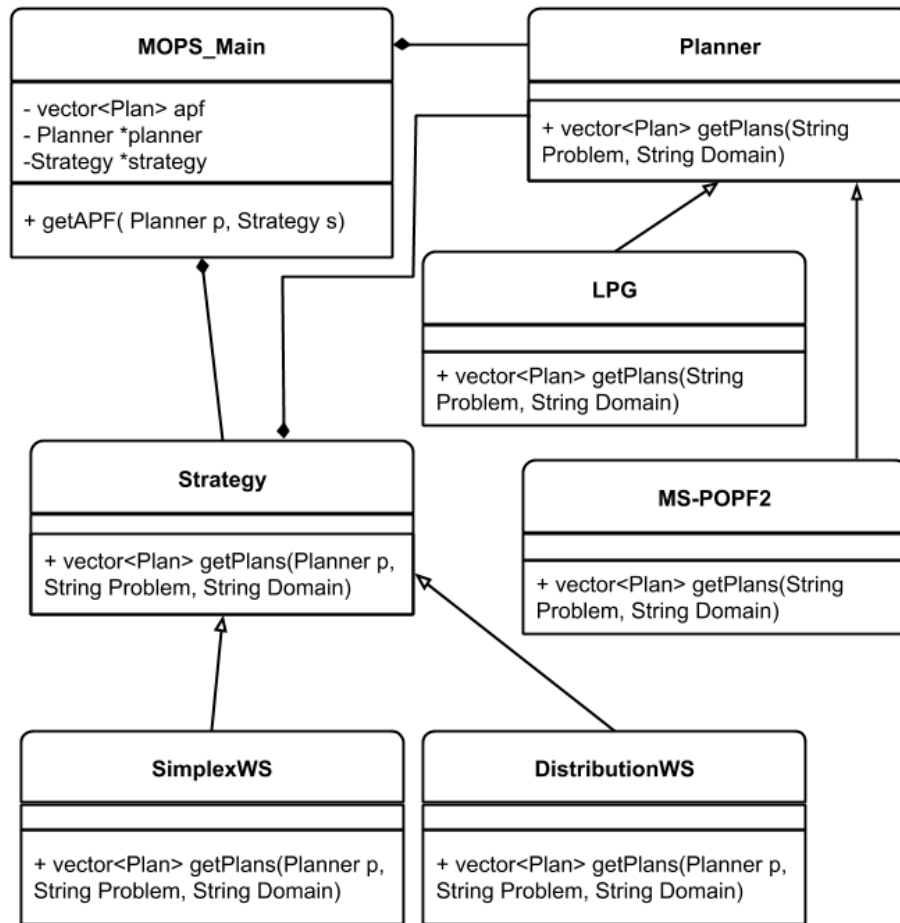 MOPS_Main
- vector<Plan> apf
- Planner *planner
-Strategy *strategy
+ getAPF( Planner p, Strategy s)
Planner
+ vector<Plan> getPlans(String
Problem, String Domain)
LPG
+ vector<Plan> getPlans(String
Problem, String Domain)
Strategy
+ vector<Plan> getPlans(Planner p,
String Problem, String Domain)
MS-POPF2
+ vector<Plan> getPlans(String
Problem, String Domain)
SimplexWS
+ vector<Plan> getPlans(Planner p,
String Problem, String Domain)
DistributionWS
+ vector<Plan> getPlans(Planner p,
String Problem, String Domain)